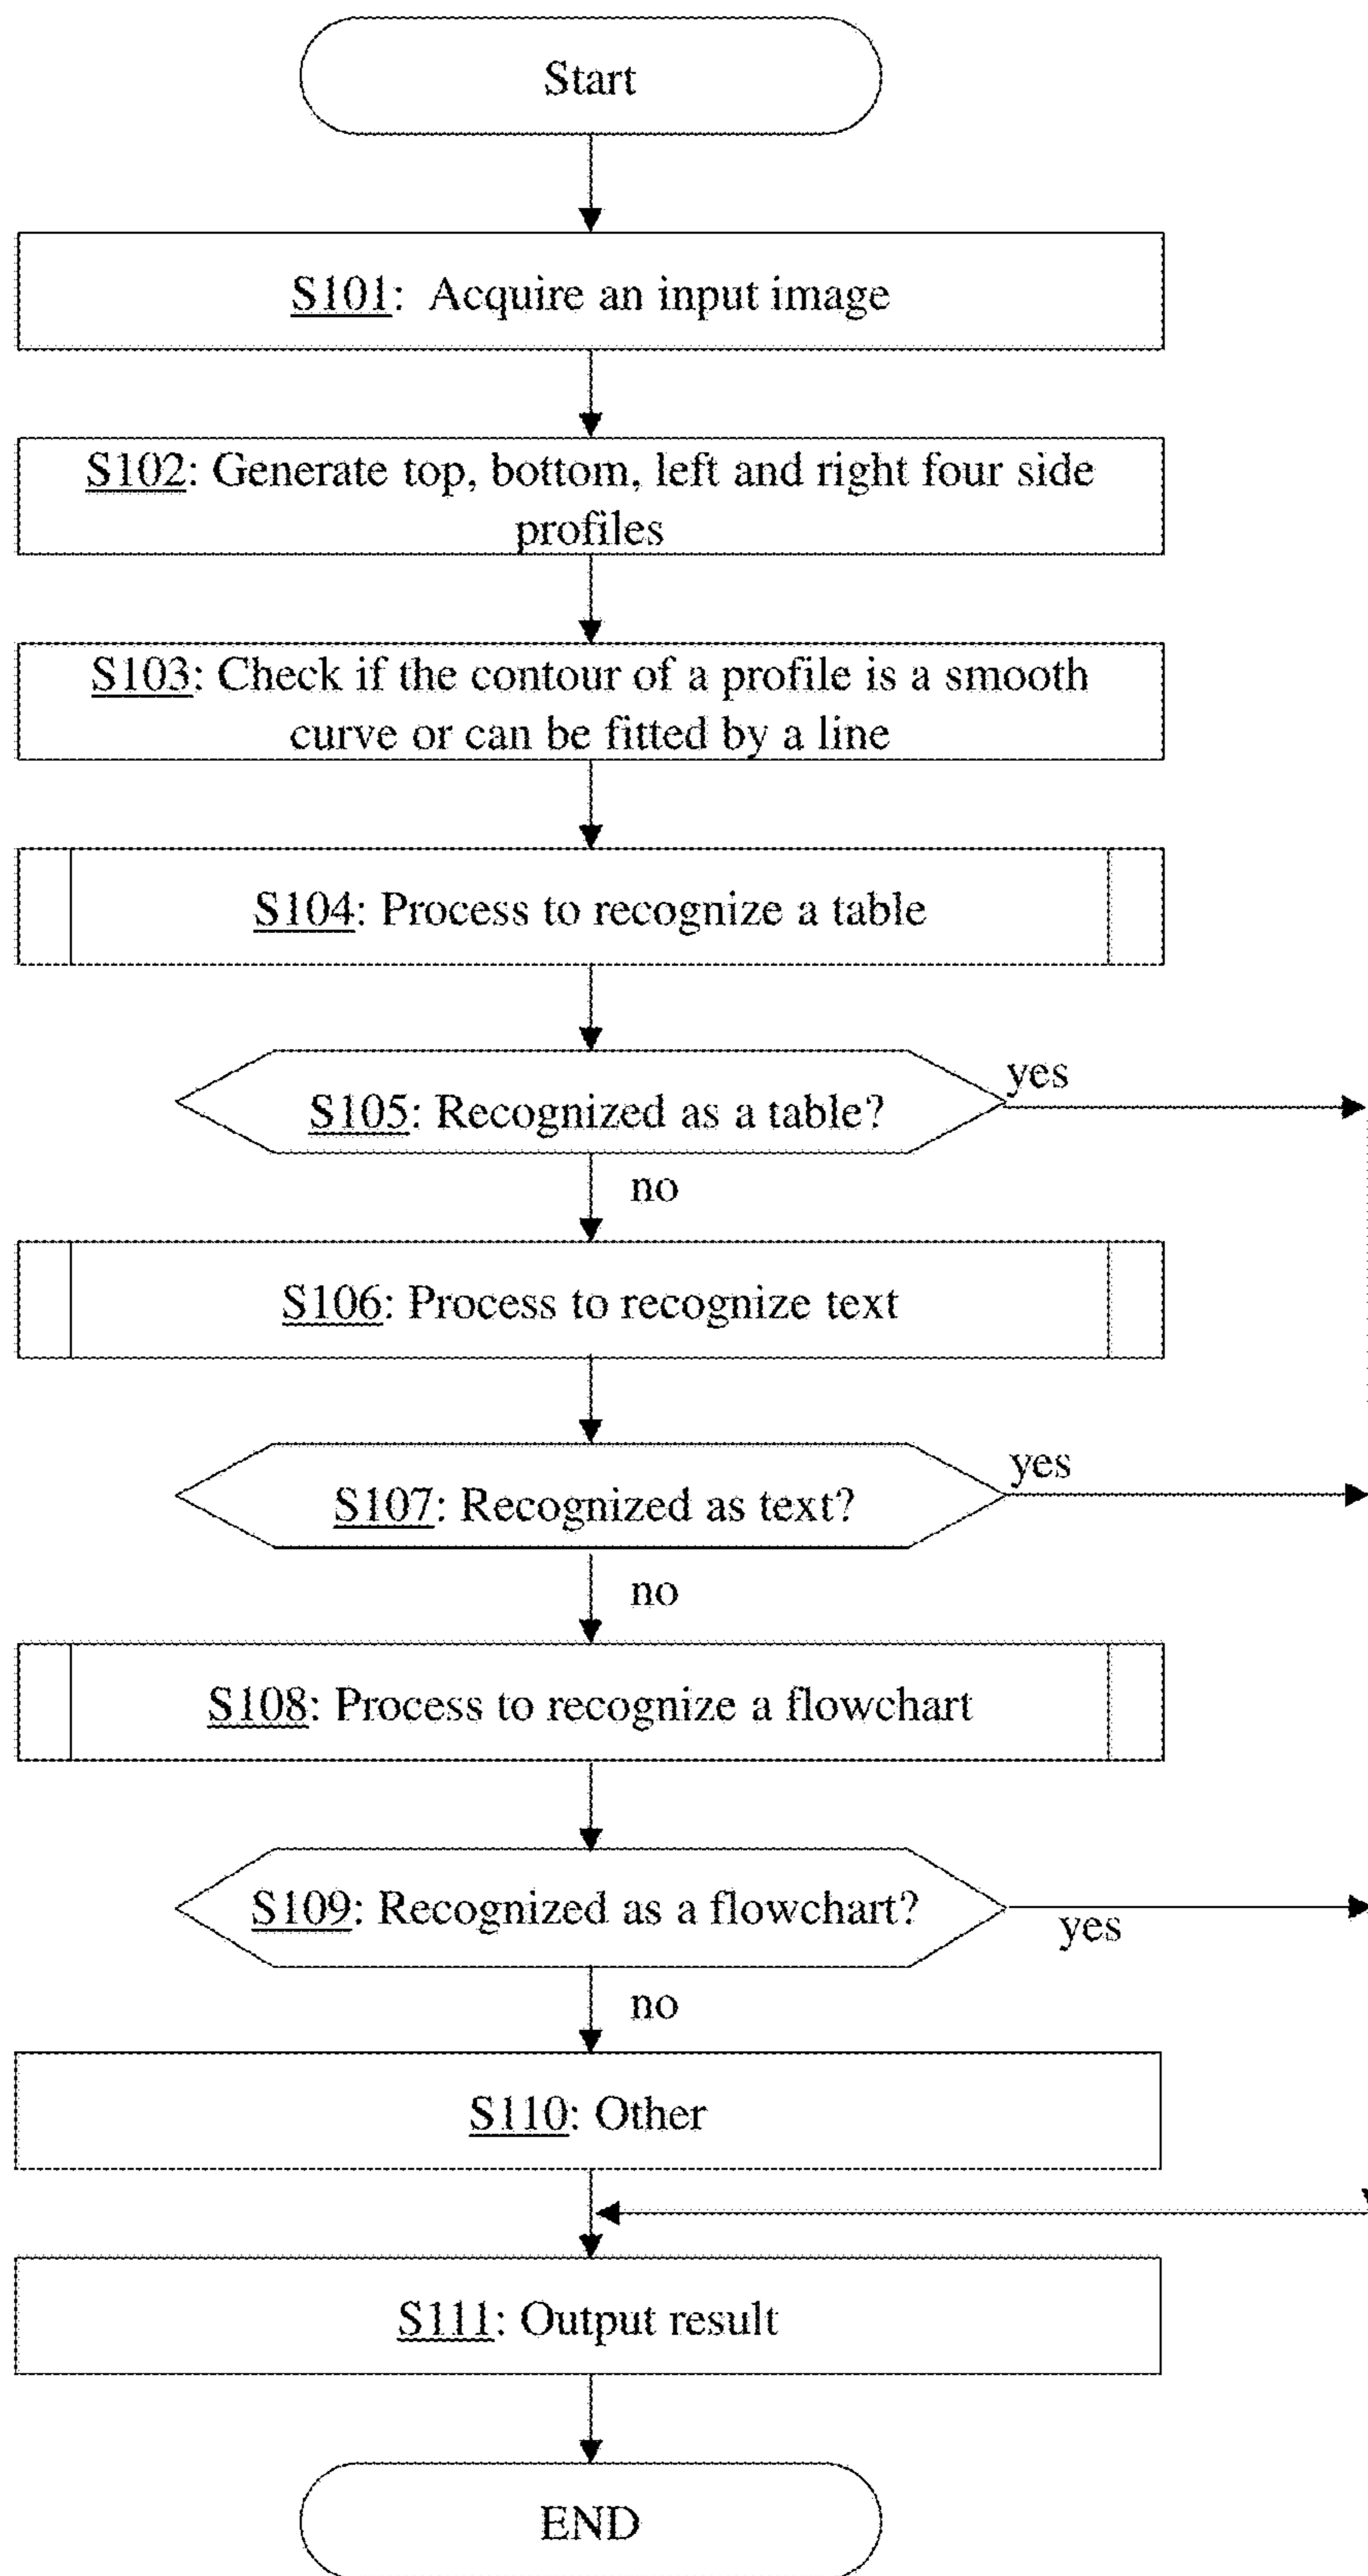 Start
S101: Acquire an input image
S102: Generate top, bottom, left and right four side
profiles
S103: Check if the contour of a profile is a smooth
curve or can be fitted by a line
S104: Process to recognize a table
S105: Recognized as a table?
yes
no
S106: Process to recognize text
S107: Recognized as text?
yes
no
S108: Process to recognize a flowchart
S109: Recognized as a flowchart?
yes
no
S110: Other
S111: Output result
END